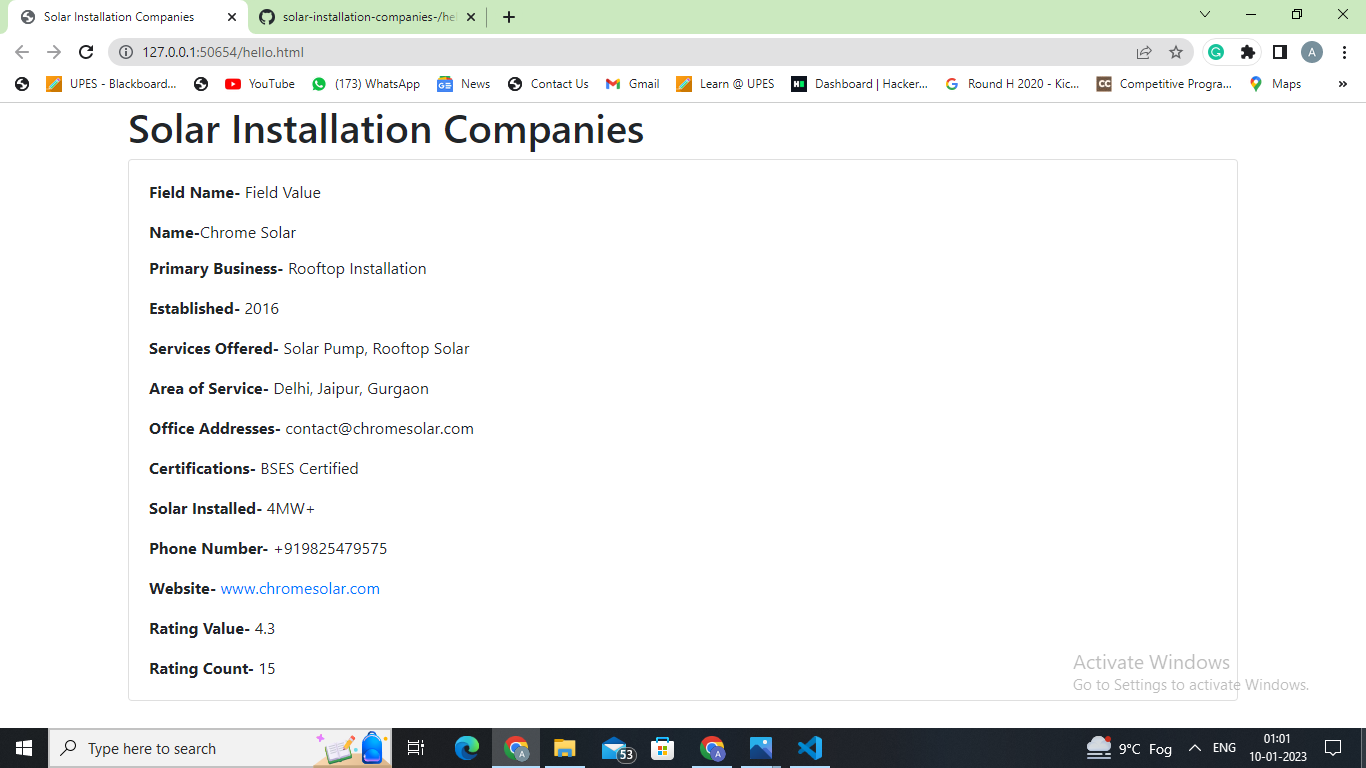 Solar Installation Companies
solar-installation-companies-/hel
127.0.0.1:50654/hello.html
A
UPES - Blackboard...
YouTube
(173) WhatsApp
News
Contact Us
Gmail
Learn @ UPES
Dashboard | Hacker...
Round H 2020 - Kic...
Competitive Progra...
Maps
»
Solar Installation Companies
Field Name- Field Value
Name-Chrome Solar
Primary Business- Rooftop Installation
Established- 2016
Services Offered- Solar Pump, Rooftop Solar
Area of Service- Delhi, Jaipur, Gurgaon
Office Addresses- contact@chromesolar.com
Certifications- BSES Certified
Solar Installed- 4MW+
Phone Number- +919825479575
Website- www.chromesolar.com
Rating Value- 4.3
Rating Count- 15
Activate Windows
Go to Settings to activate Windows.
Type here to search
53
9°C Fog
ENG
01:01
10-01-2023